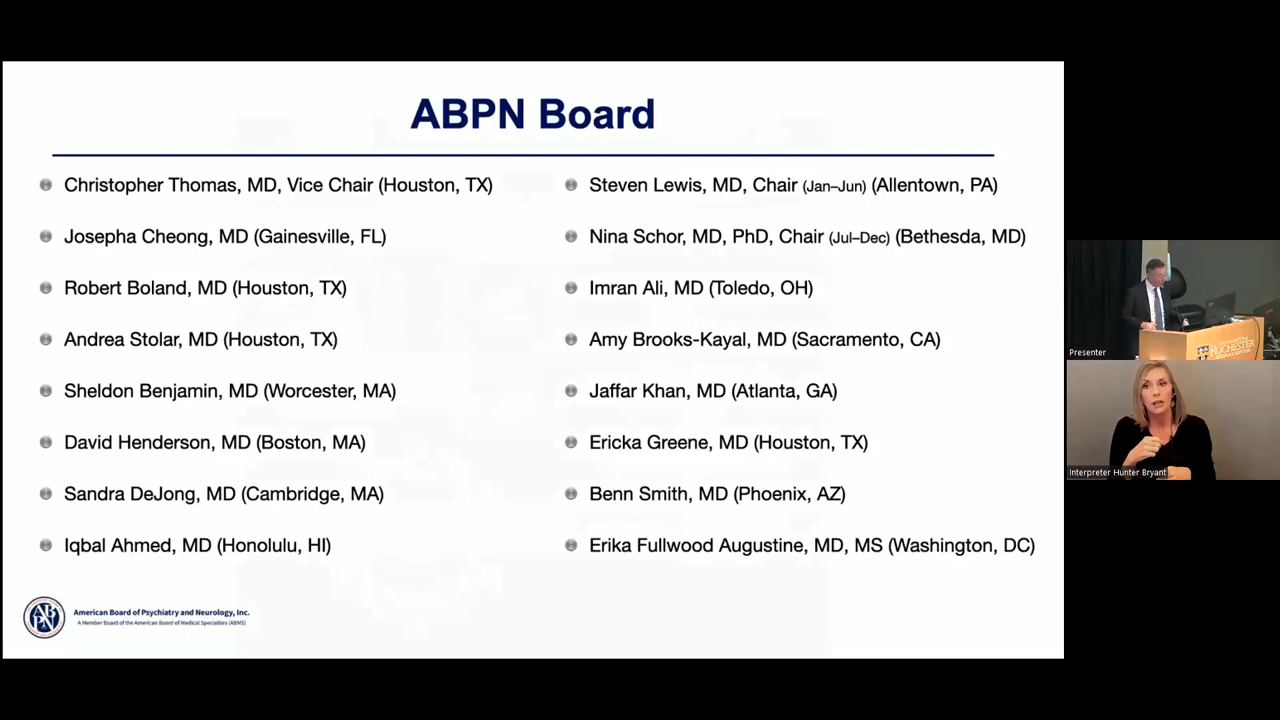 ABPN Board
Christopher Thomas, MD, Vice Chair (Houston, TX)
Josepha Cheong, MD (Gainesville, FL)
Robert Boland, MD (Houston, TX)
Andrea Stolar, MD (Houston, TX)
Sheldon Benjamin, MD (Worcester, MA)
David Henderson, MD (Boston, MA)
Sandra DeJong, MD (Cambridge, MA)
Iqbal Ahmed, MD (Honolulu, HI)
Steven Lewis, MD, Chair (Jan–Jun) (Allentown, PA)
Nina Schor, MD, PhD, Chair (Jul–Dec) (Bethesda, MD)
Imran Ali, MD (Toledo, OH)
Amy Brooks-Kayal, MD (Sacramento, CA)
Jaffar Khan, MD (Atlanta, GA)
Ericka Greene, MD (Houston, TX)
Benn Smith, MD (Phoenix, AZ)
Erika Fullwood Augustine, MD, MS (Washington, DC)
AB
PN
American Board of Psychiatry and Neurology, Inc.
A Member Board of the American Board of Medical Specialties (ABMS)
ROCHESTER
Presenter
Interpreter Hunter Bryant